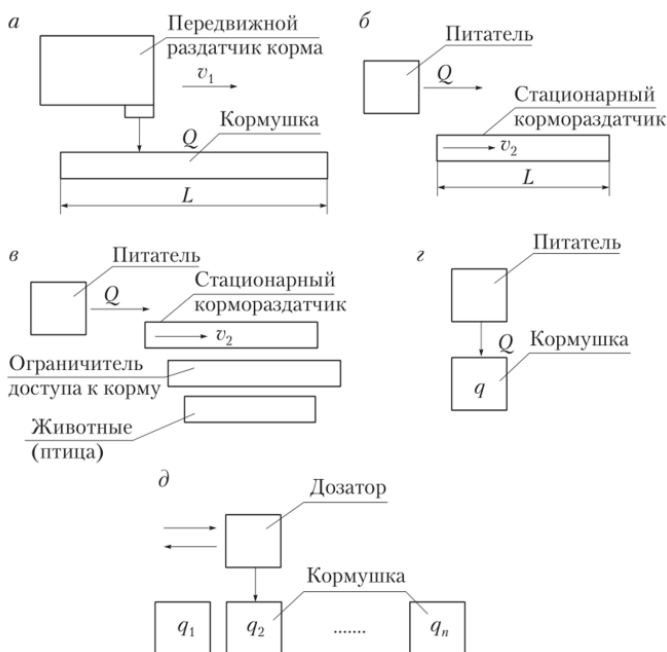 а
Передвижной
раздатчик корма
v1
Кормушка
Q
L
б
Питатель
Q
Стационарный
кормораздатчик
v2
L
в
Питатель
Q
Стационарный
кормораздатчик
v2
Ограничитель
доступа к корму
Животные
(птица)
г
Питатель
Q
Кормушка
q
д
Дозатор
Кормушка
q1
q2
.......
qn